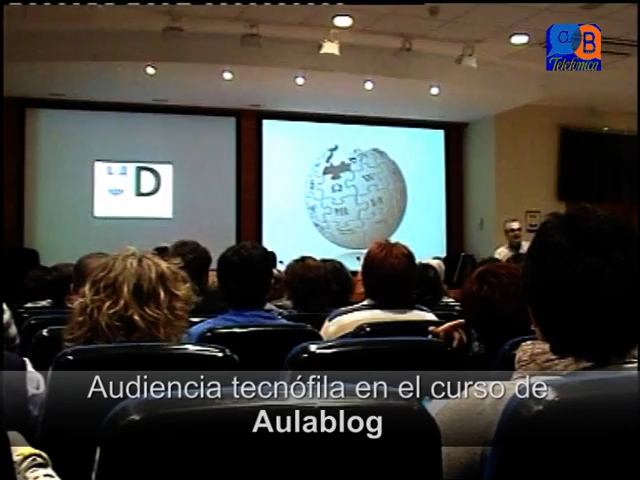 a B
Telefónica
D
Ω
Audiencia tecnófila en el curso de
Aulablog